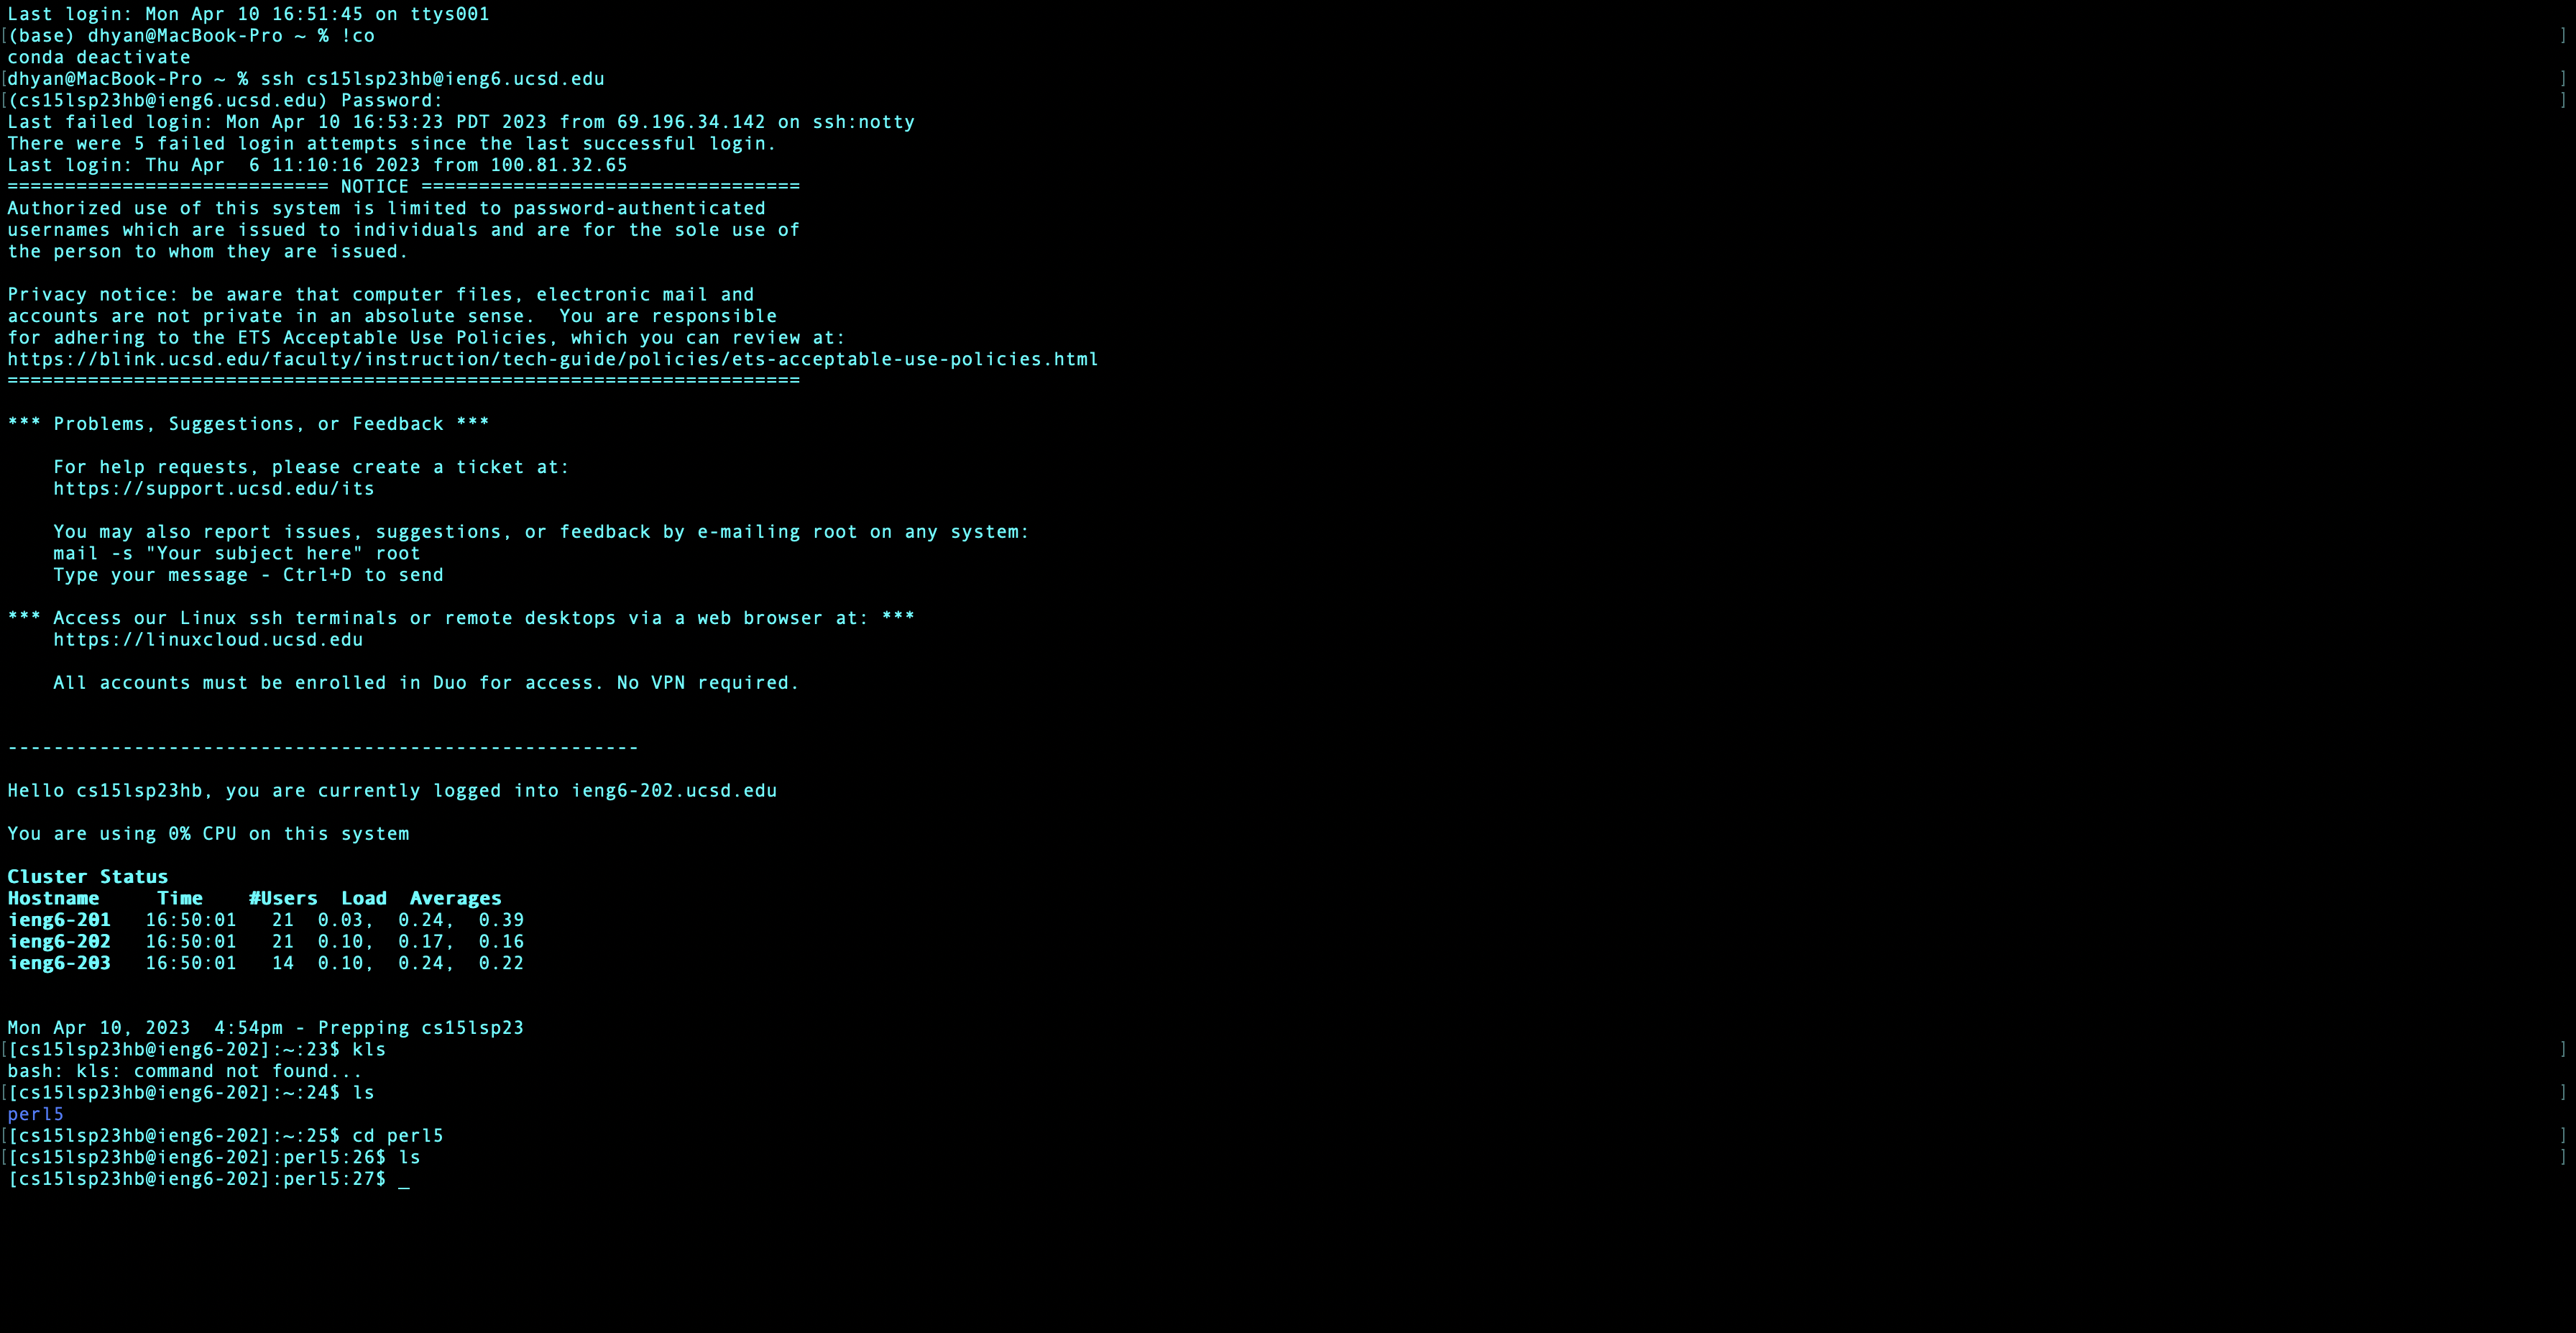 Last login: Mon Apr 10 16:51:45 on ttys001
[(base) dhyan@MacBook-Pro ~ % !co ]
conda deactivate
[dhyan@MacBook-Pro ~ % ssh cs15lsp23hb@ieng6.ucsd.edu ]
[(cs15lsp23hb@ieng6.ucsd.edu) Password: ]
Last failed login: Mon Apr 10 16:53:23 PDT 2023 from 69.196.34.142 on ssh:notty
There were 5 failed login attempts since the last successful login.
Last login: Thu Apr  6 11:10:16 2023 from 100.81.32.65
============================ NOTICE =================================
Authorized use of this system is limited to password-authenticated
usernames which are issued to individuals and are for the sole use of
the person to whom they are issued.

Privacy notice: be aware that computer files, electronic mail and
accounts are not private in an absolute sense.  You are responsible
for adhering to the ETS Acceptable Use Policies, which you can review at:
https://blink.ucsd.edu/faculty/instruction/tech-guide/policies/ets-acceptable-use-policies.html
=====================================================================

*** Problems, Suggestions, or Feedback ***

    For help requests, please create a ticket at:
    https://support.ucsd.edu/its

    You may also report issues, suggestions, or feedback by e-mailing root on any system:
    mail -s "Your subject here" root
    Type your message - Ctrl+D to send

*** Access our Linux ssh terminals or remote desktops via a web browser at: ***
    https://linuxcloud.ucsd.edu

    All accounts must be enrolled in Duo for access. No VPN required.

-------------------------------------------------------

Hello cs15lsp23hb, you are currently logged into ieng6-202.ucsd.edu

You are using 0% CPU on this system

Cluster Status
Hostname     Time    #Users  Load  Averages
ieng6-201   16:50:01   21  0.03,  0.24,  0.39
ieng6-202   16:50:01   21  0.10,  0.17,  0.16
ieng6-203   16:50:01   14  0.10,  0.24,  0.22

Mon Apr 10, 2023  4:54pm - Prepping cs15lsp23
[[cs15lsp23hb@ieng6-202]:~:23$ kls ]
bash: kls: command not found...
[[cs15lsp23hb@ieng6-202]:~:24$ ls ]
perl5
[[cs15lsp23hb@ieng6-202]:~:25$ cd perl5 ]
[[cs15lsp23hb@ieng6-202]:perl5:26$ ls ]
[cs15lsp23hb@ieng6-202]:perl5:27$ _